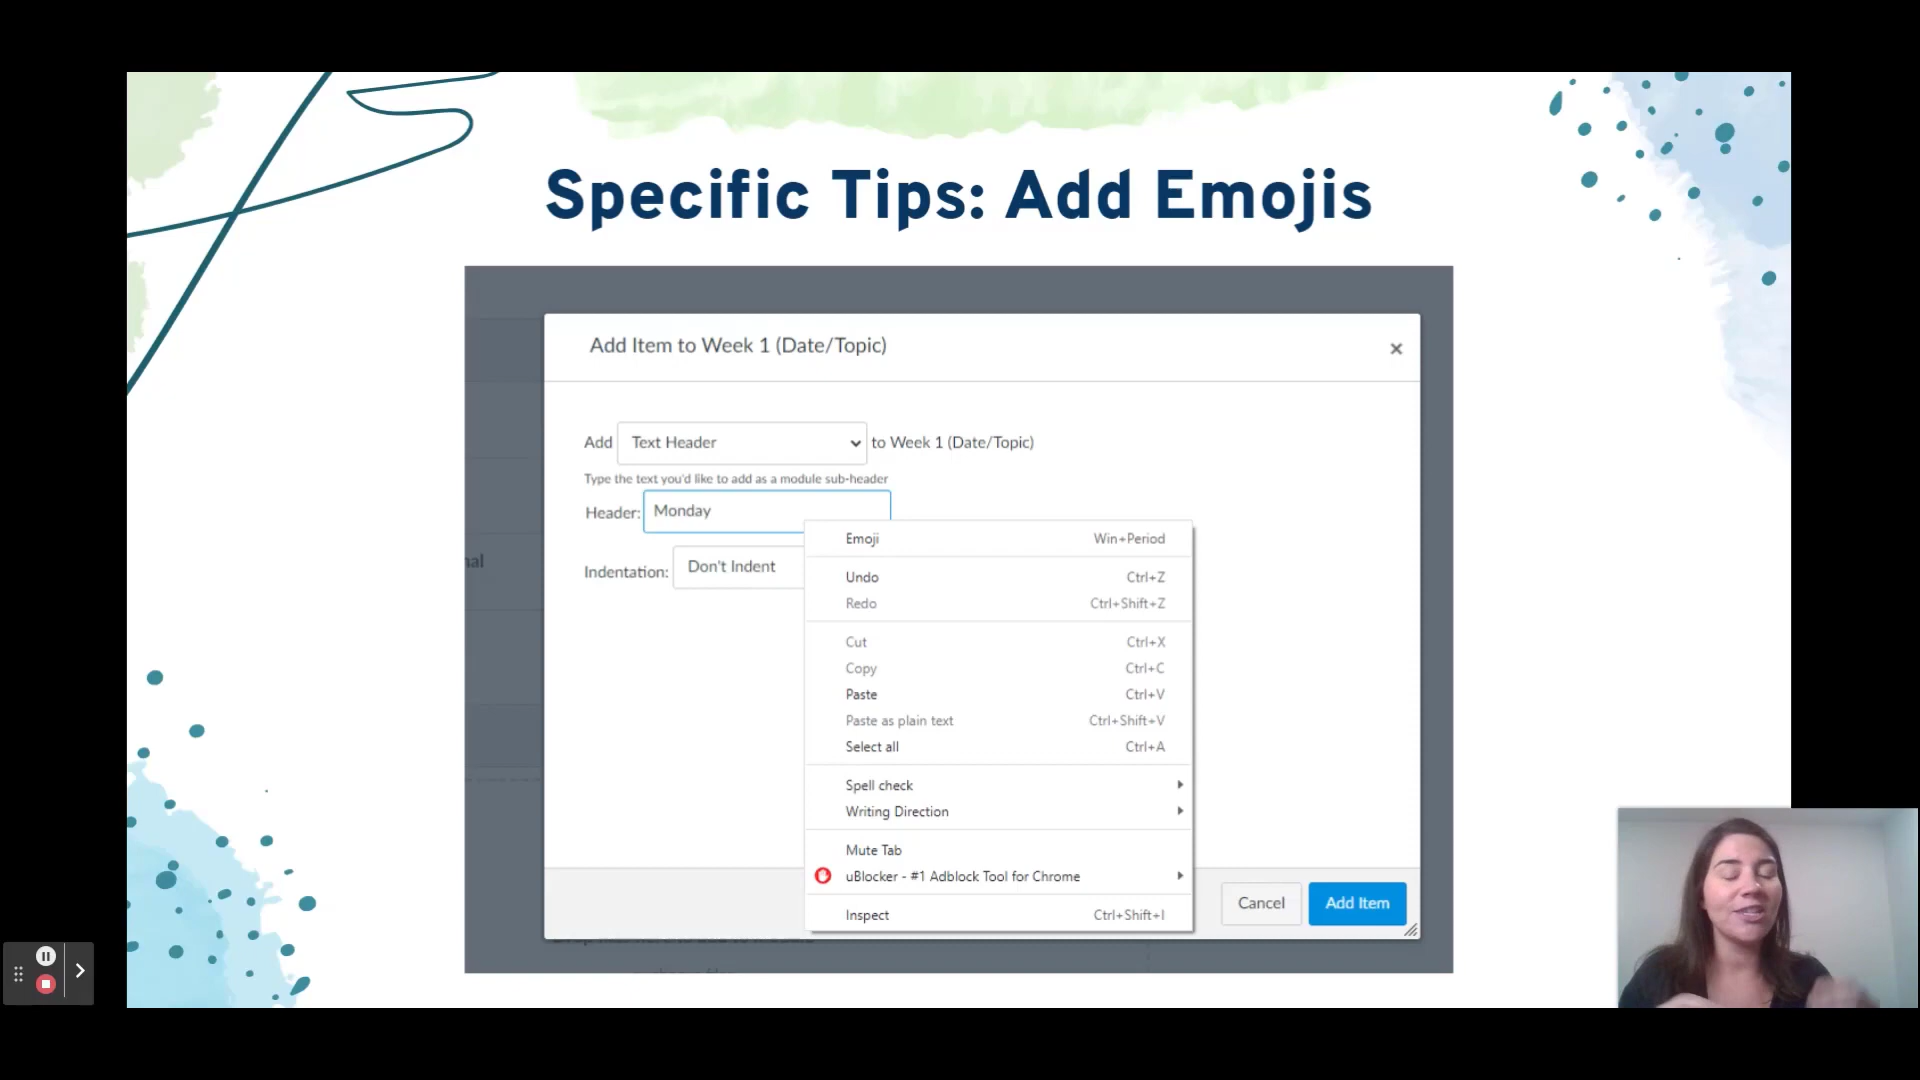 Specific Tips: Add Emojis
Add Item to Week 1 (Date/Topic)
×
Add Text Header to Week 1 (Date/Topic)
Type the text you'd like to add as a module sub-header
Header: Monday
Indentation: Don't Indent
Emoji Win+Period
Undo Ctrl+Z
Redo Ctrl+Shift+Z
Cut Ctrl+X
Copy Ctrl+C
Paste Ctrl+V
Paste as plain text Ctrl+Shift+V
Select all Ctrl+A
Spell check
Writing Direction
Mute Tab
uBlocker - #1 Adblock Tool for Chrome
Inspect Ctrl+Shift+I
Cancel Add Item